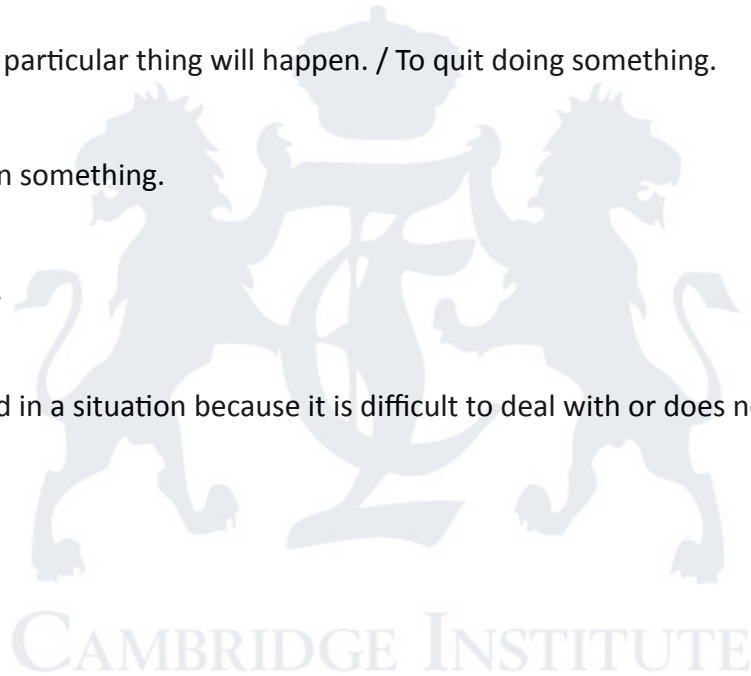 particular thing will happen. / To quit doing something.
something.
in a situation because it is difficult to deal with or does
CAMBRIDGE INSTITUTE